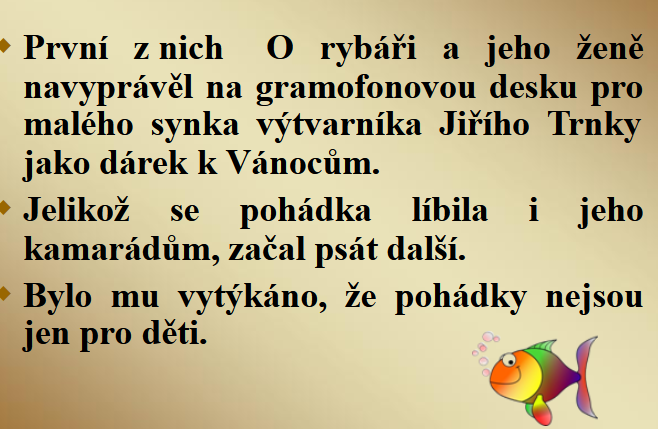 První z nich O rybáři a jeho ženě
navyprávěl na gramofonovou desku pro
malého synka výtvarníka Jiřího Trnky
jako dárek k Vánocům.
Jelikož se pohádka líbila i jeho
kamarádům, začal psát další.
Bylo mu vytýkáno, že pohádky nejsou
jen pro děti.